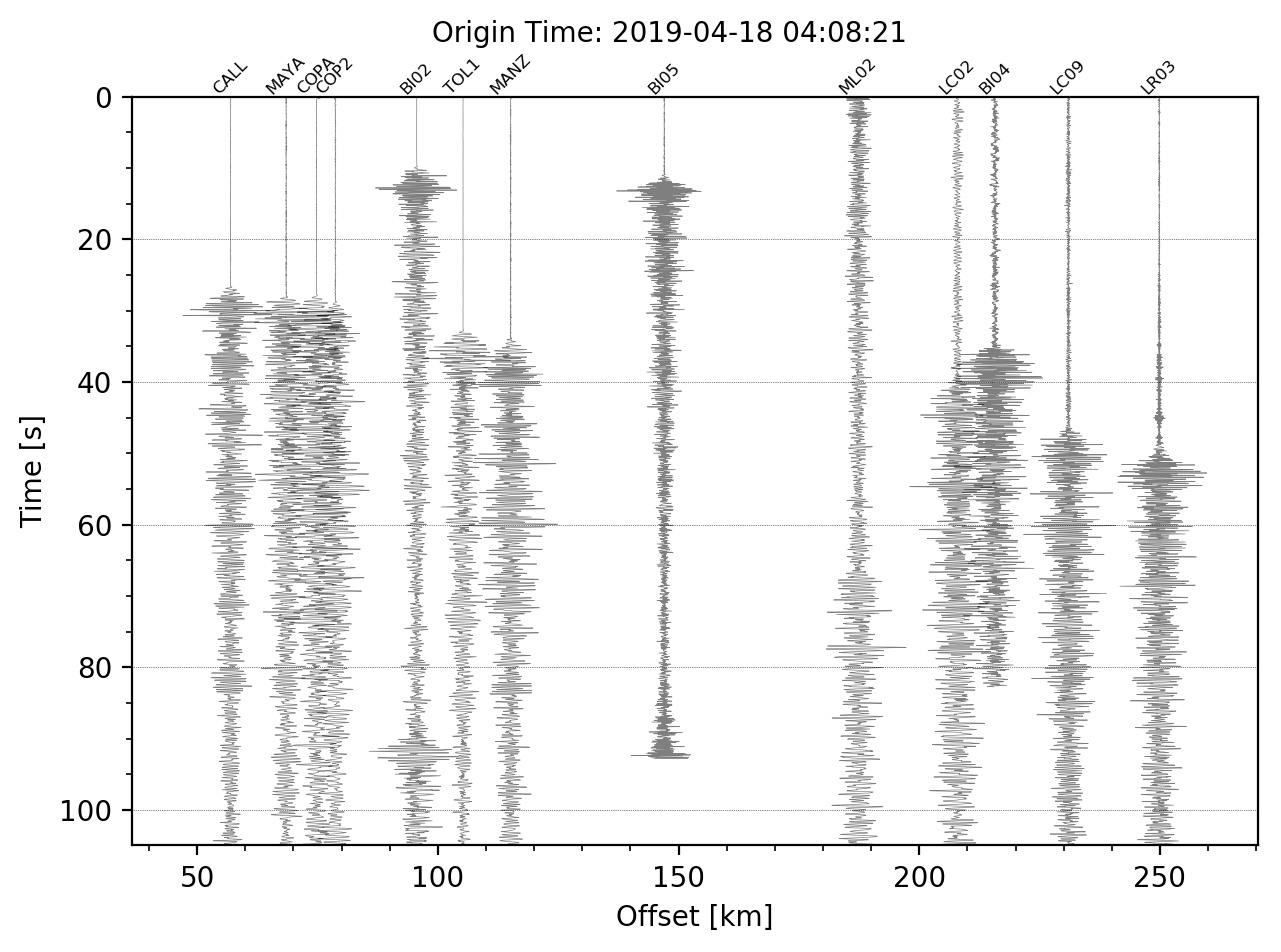 Origin Time: 2019-04-18 04:08:21
CALL MAYA COPA COP2 BI02 TOL1 MANZ BI05 ML02 LC02 BI04 LC09 LR03
0
20
40
60
80
100
Time [s]
50 100 150 200 250
Offset [km]